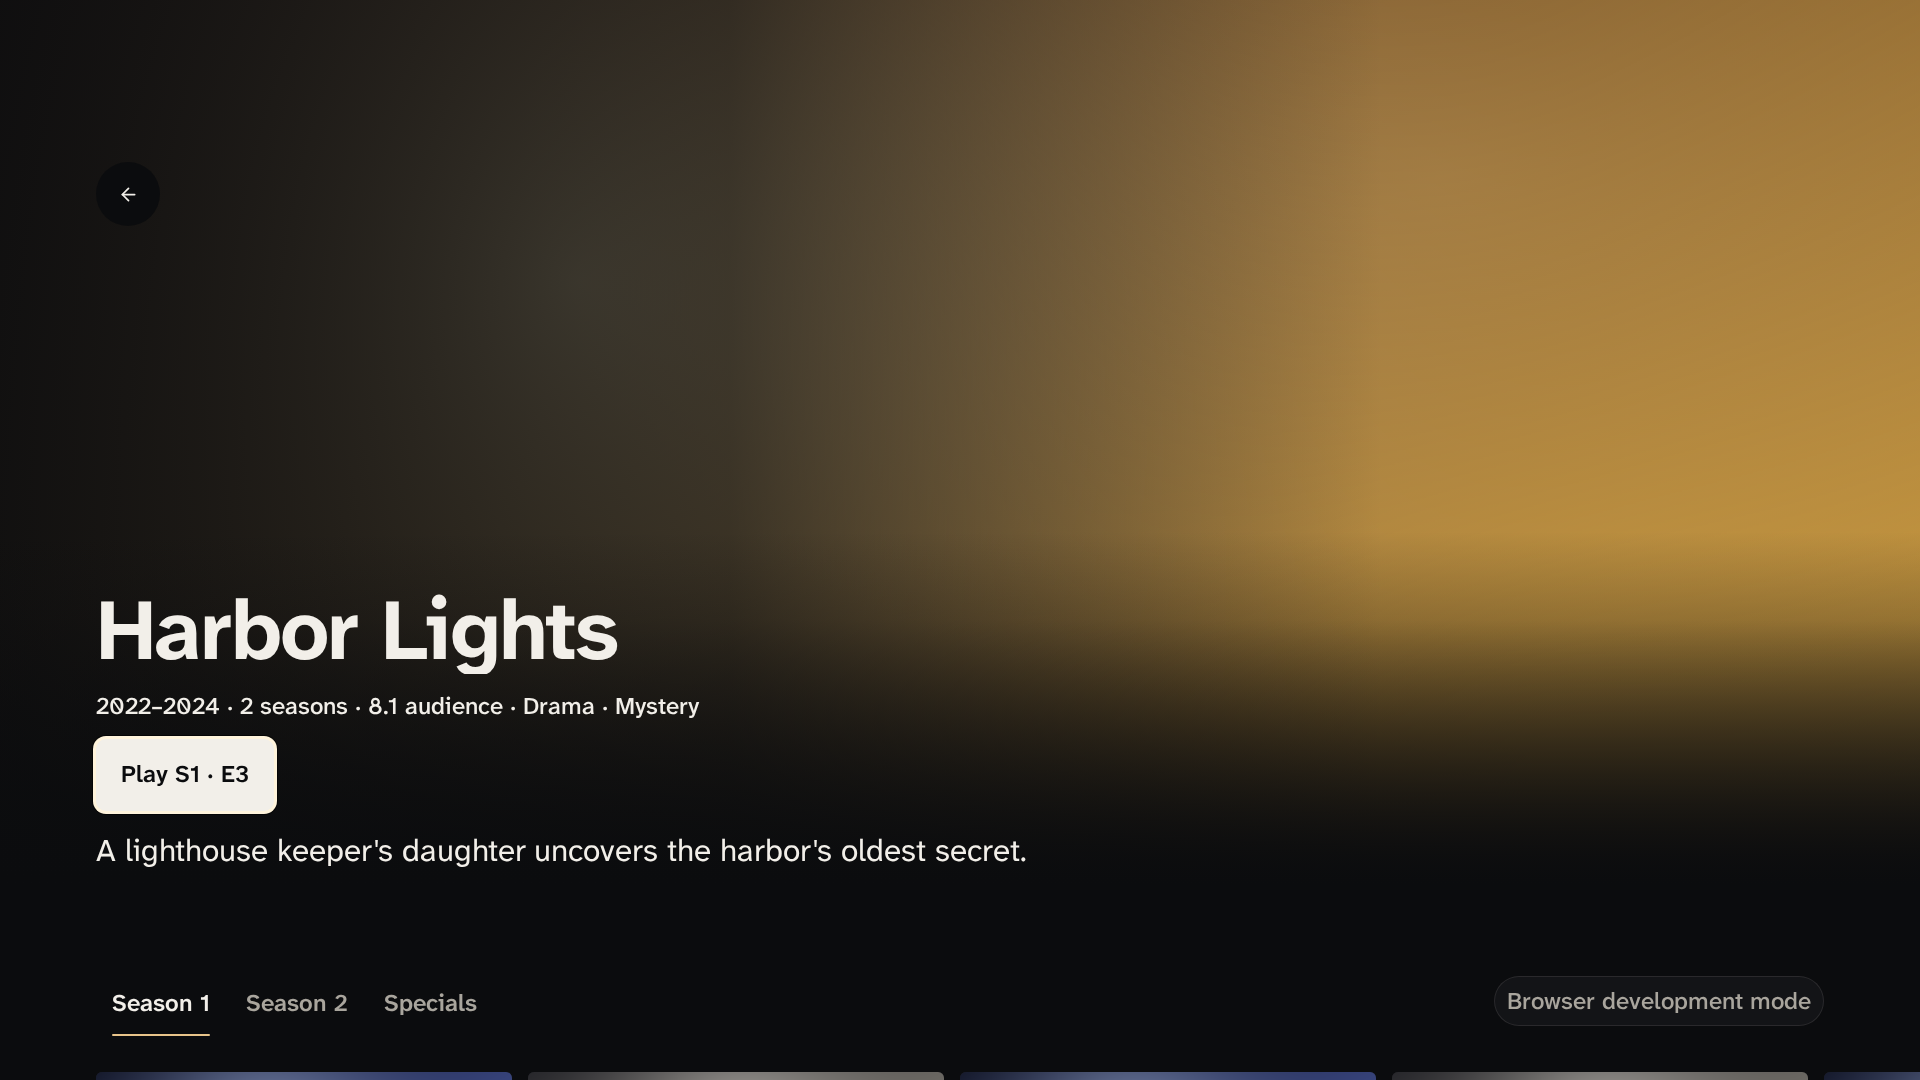 Harbor Lights
2022–2024 · 2 seasons · 8.1 audience · Drama · Mystery
Play S1 · E3
A lighthouse keeper's daughter uncovers the harbor's oldest secret.
Season 1 Season 2 Specials
Browser development mode